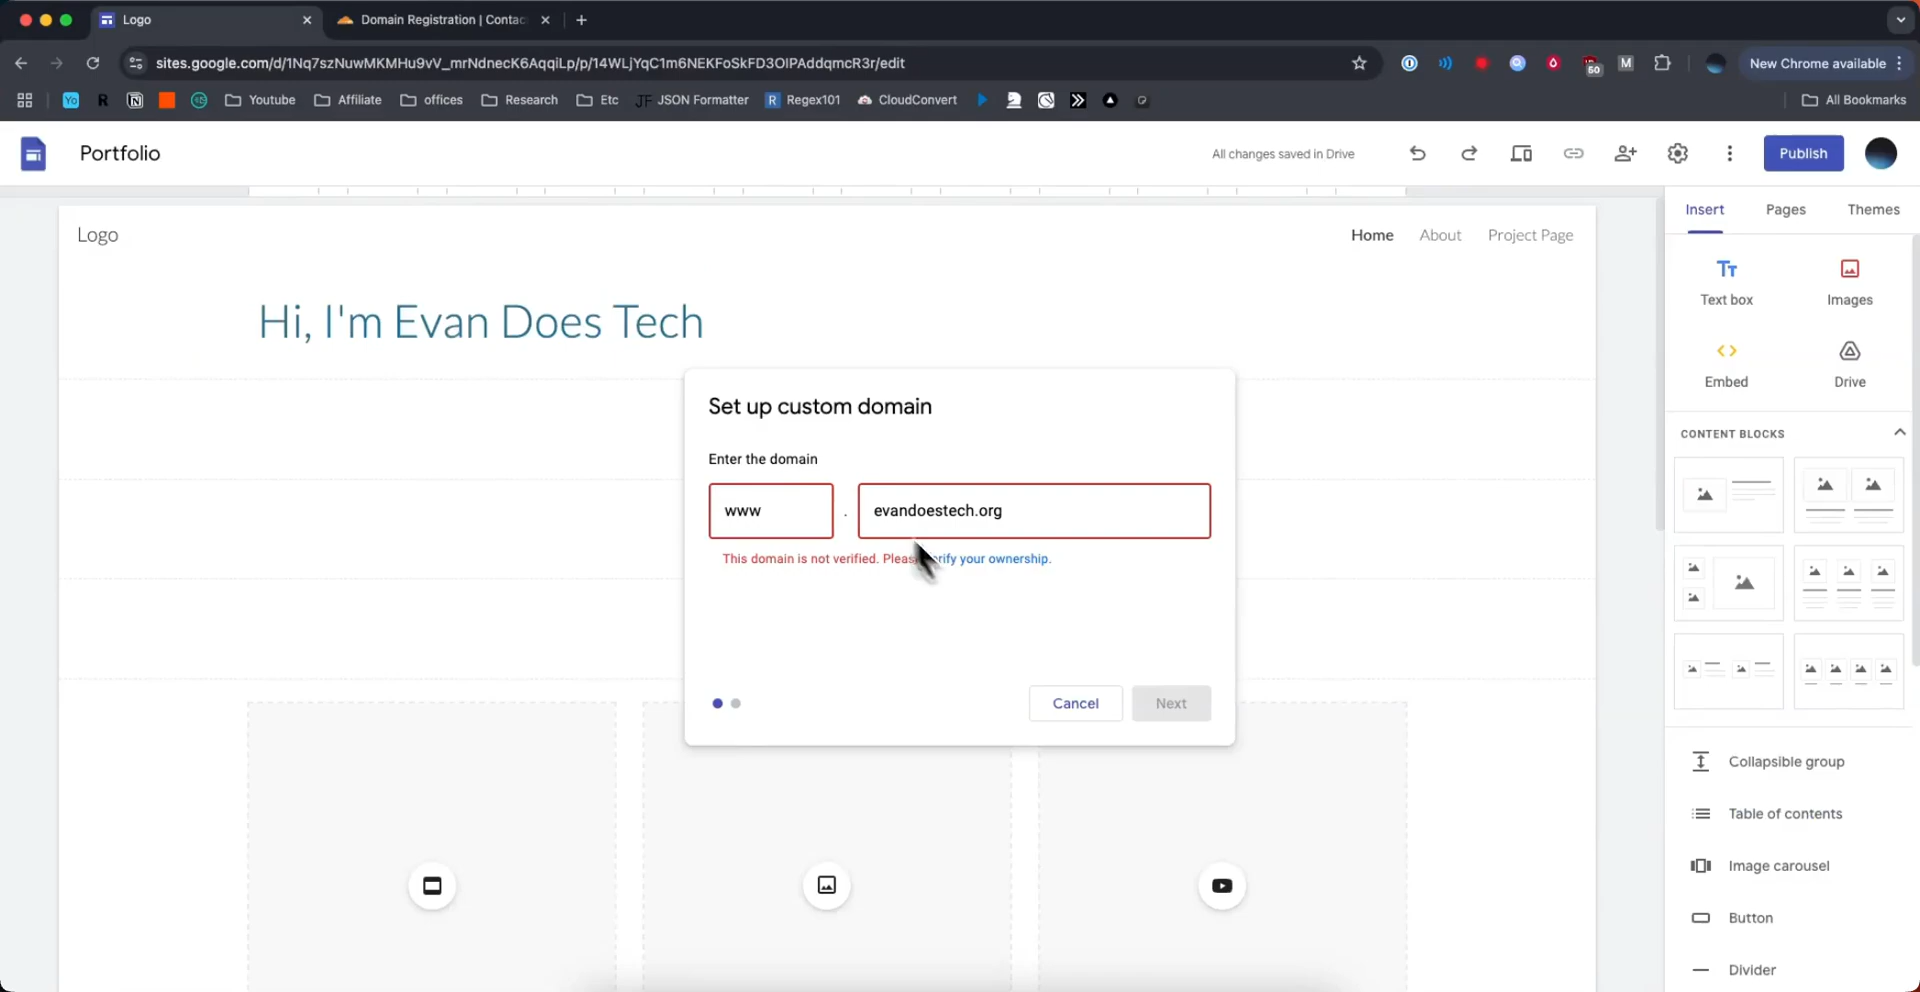 Logo
Domain Registration | Contac
sites.google.com/d/1Nq7szNuwMKMHu9vV_mrNdnecK6AqqiLp/p/14WLjYqC1m6NEKFoSkFD3OIPAddqmcR3r/edit
50
M
New Chrome available
Yo
R
Youtube
Affiliate
offices
Research
Etc
JF JSON Formatter
R Regex101
CloudConvert
All Bookmarks
Portfolio
All changes saved in Drive
Publish
Logo
Home
About
Project Page
Insert
Pages
Themes
Hi, I'm Evan Does Tech
Text box
Images
Embed
Drive
CONTENT BLOCKS
Set up custom domain
Enter the domain
www . evandoestech.org
This domain is not verified. Pleas rify your ownership.
Cancel
Next
Collapsible group
Table of contents
Image carousel
Button
Divider